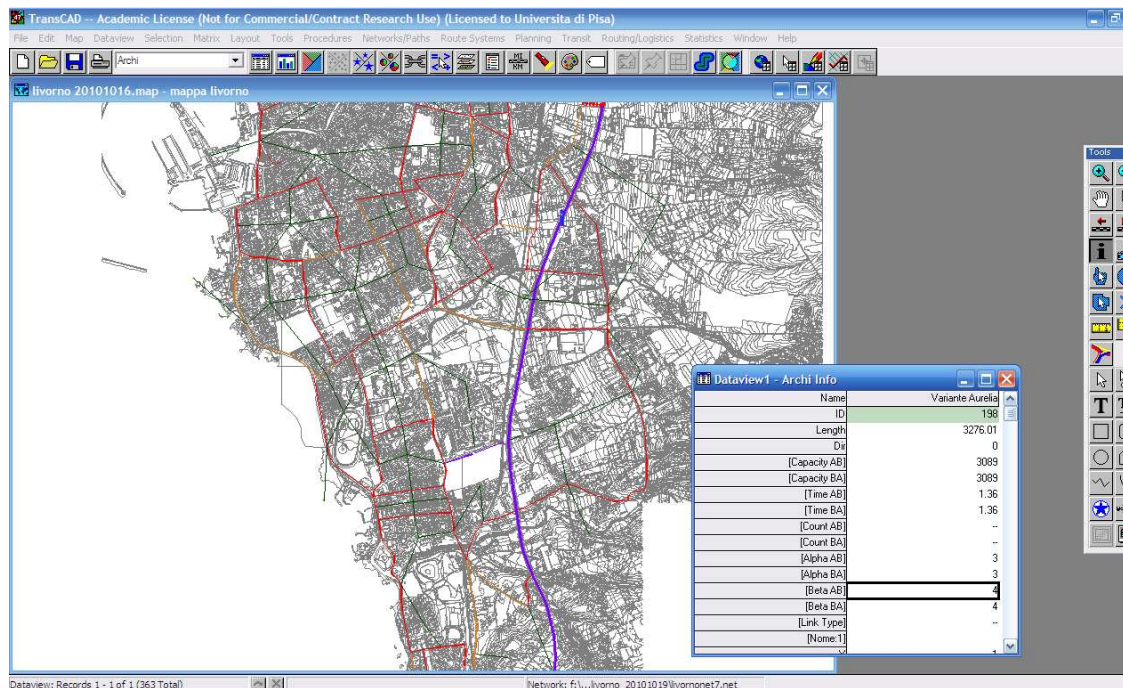 TransCAD -- Academic License (Not for Commercial/Contract Research Use) (Licensed to Universita di Pisa)
File Edit Map Dataview Selection Matrix Layout Tools Procedures Networks/Paths Route Systems Planning Transit Routing/Logistics Statistics Window Help
Archi
livorno 20101016.map - mappa livorno
Tools
Dataview1 - Archi Info
Name Variante Aurelia
ID 198
Length 3276.01
Dir 0
[Capacity AB] 3089
[Capacity BA] 3089
[Time AB] 1.36
[Time BA] 1.36
[Count AB] --
[Count BA] --
[Alpha AB] 3
[Alpha BA] 3
[Beta AB] 4
[Beta BA] 4
[Link Type] --
[Nome:1]
Dataview: Records 1 - 1 of 1 (363 Total) Network: f:\...livorno_20101019\livornonet7.net